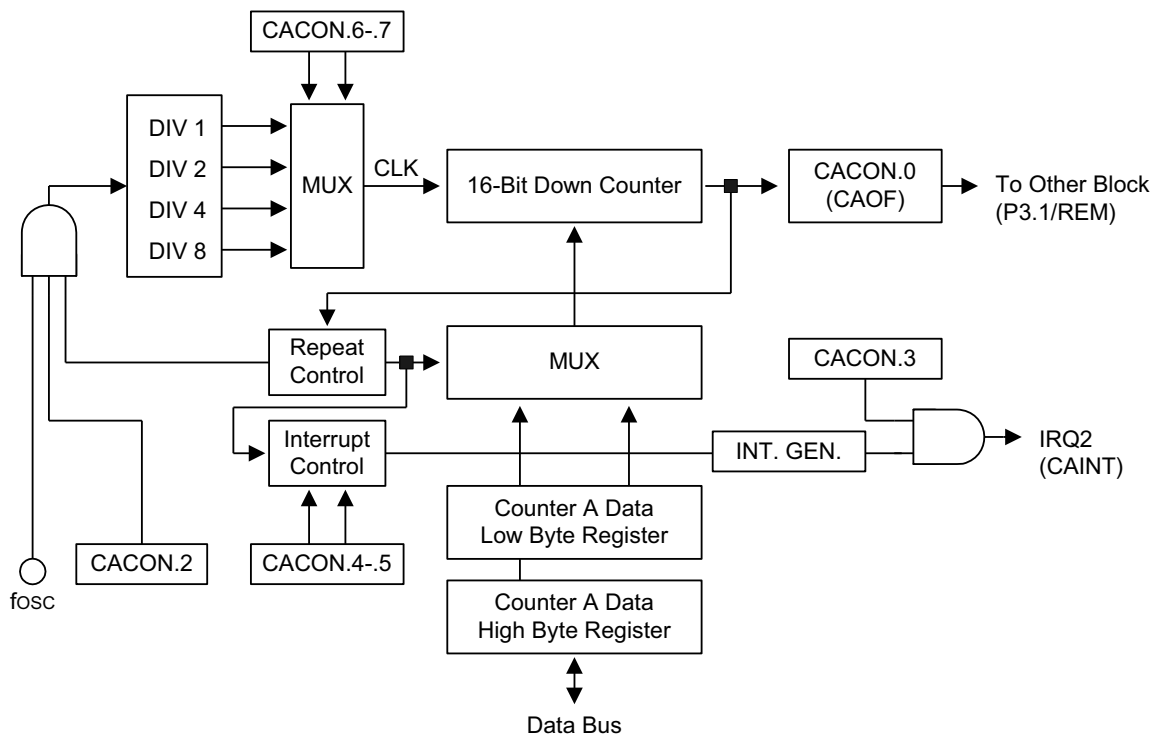 CACON.6-.7
DIV 1
DIV 2
DIV 4
DIV 8
MUX
CLK
16-Bit Down Counter
CACON.0
(CAOF)
To Other Block
(P3.1/REM)
Repeat
Control
MUX
CACON.3
Interrupt
Control
INT. GEN.
IRQ2
(CAINT)
Counter A Data
Low Byte Register
CACON.2
CACON.4-.5
fOSC
Counter A Data
High Byte Register
Data Bus